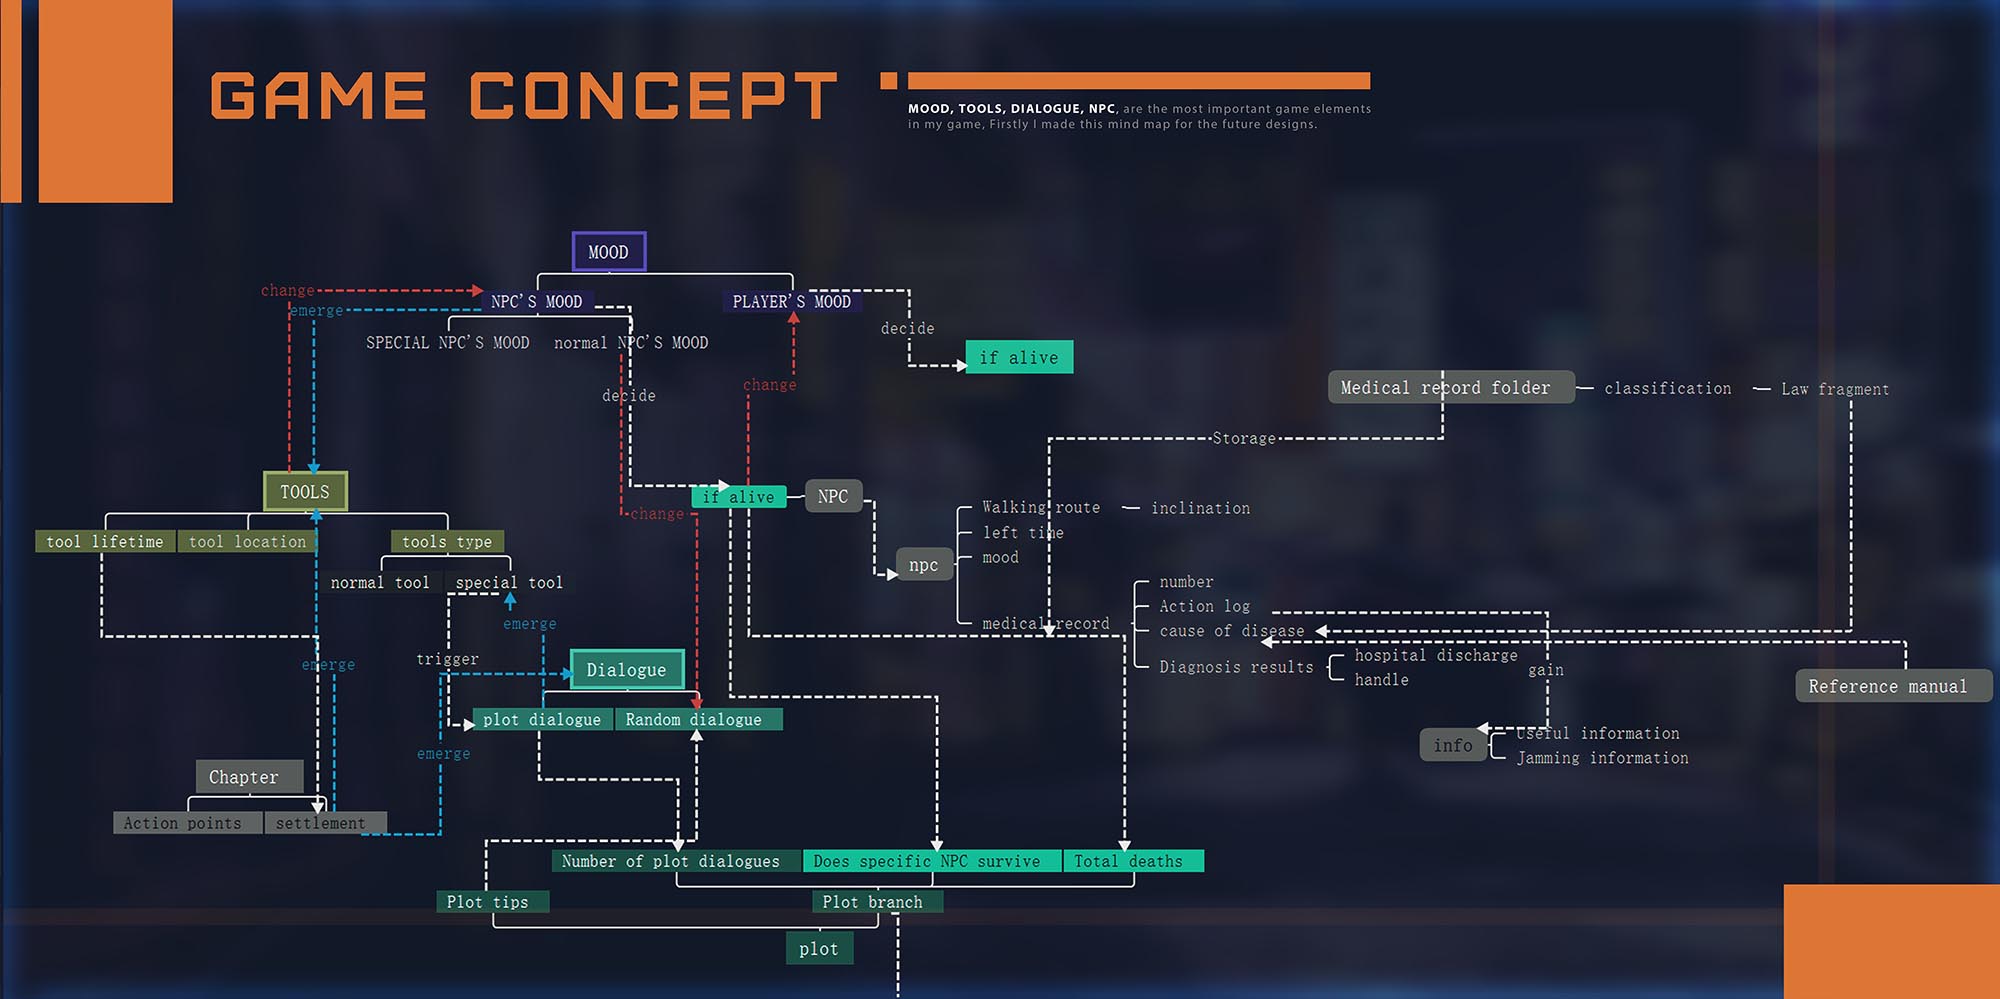 GAME CONCEPT
MOOD, TOOLS, DIALOGUE, NPC, are the most important game elements
in my game, Firstly I made this mind map for the future designs.
MOOD
change
NPC'S MOOD
PLAYER'S MOOD
emerge
decide
SPECIAL NPC'S MOOD
normal NPC'S MOOD
if alive
change
decide
Medical record folder
classification
Law fragment
Storage
TOOLS
if alive
NPC
change
Walking route
inclination
left time
mood
npc
medical record
tool lifetime
tool location
tools type
normal tool
special tool
number
Action log
cause of disease
Diagnosis results
hospital discharge
handle
gain
Reference manual
emerge
emerge
trigger
Dialogue
plot dialogue
Random dialogue
info
Useful information
Jamming information
emerge
Chapter
Action points
settlement
Number of plot dialogues
Does specific NPC survive
Total deaths
Plot tips
Plot branch
plot